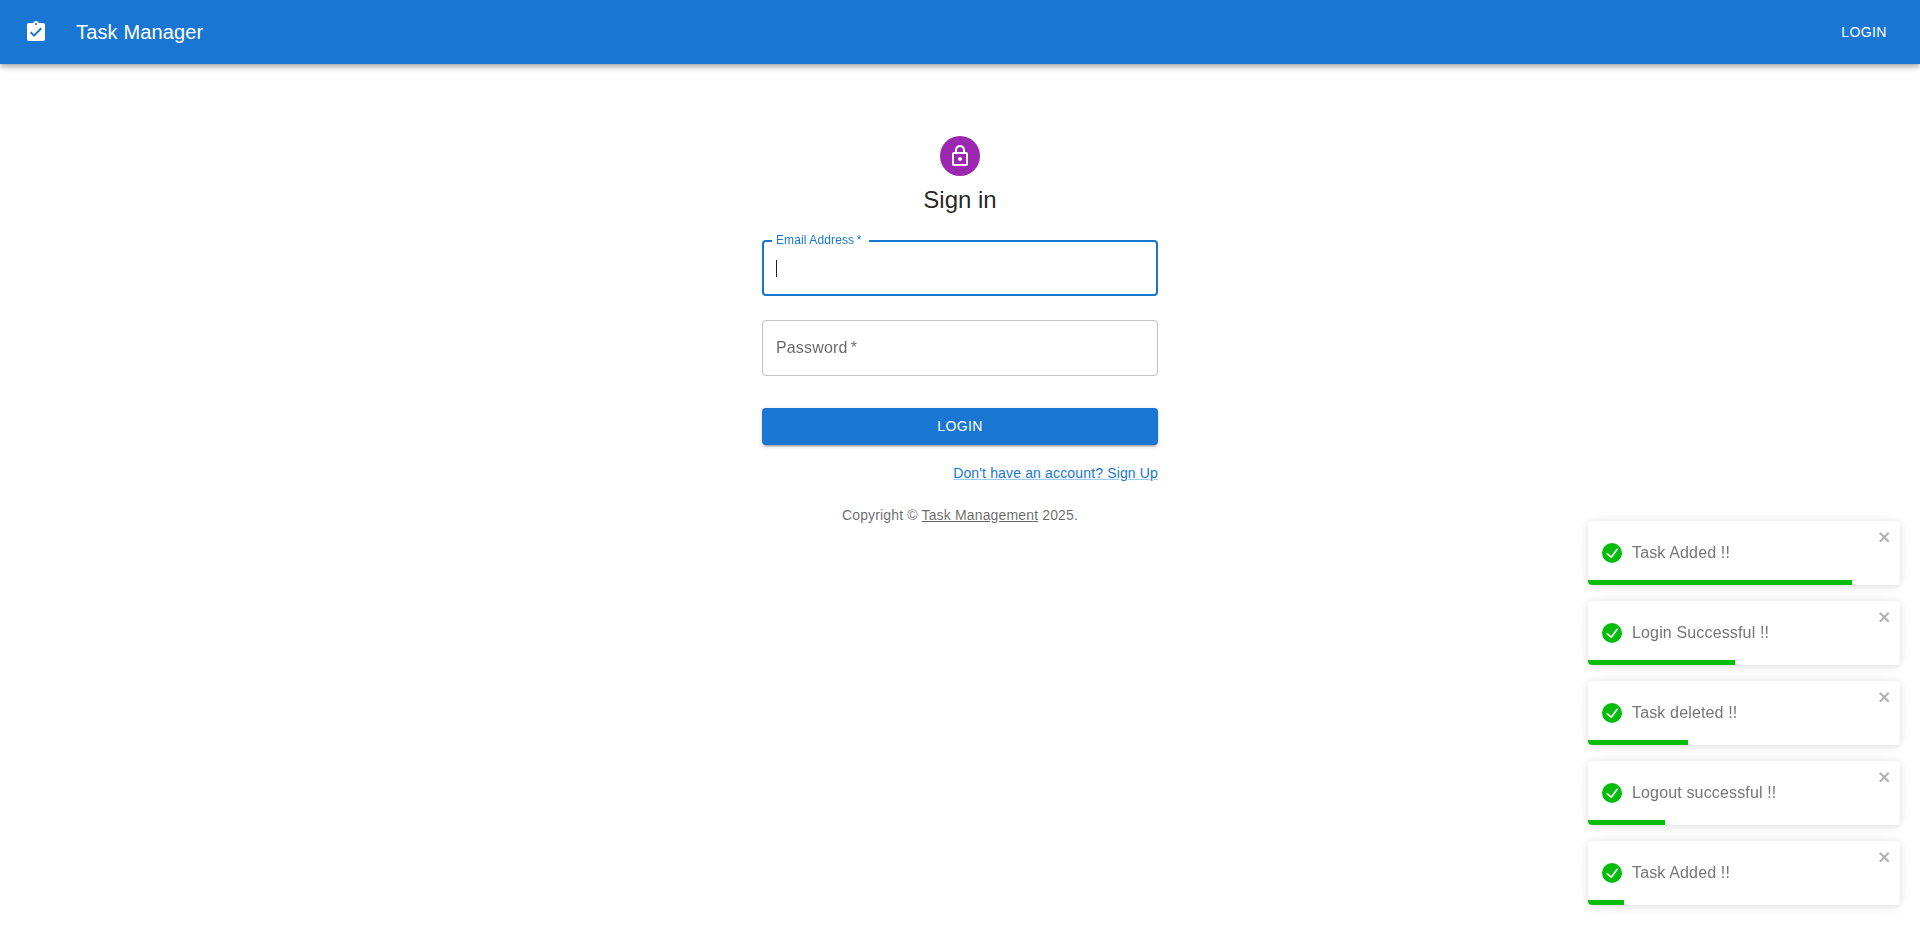 Task Manager
LOGIN
Sign in
Email Address *
Password *
LOGIN
Don't have an account? Sign Up
Copyright © Task Management 2025.
Task Added !!
Login Successful !!
Task deleted !!
Logout successful !!
Task Added !!